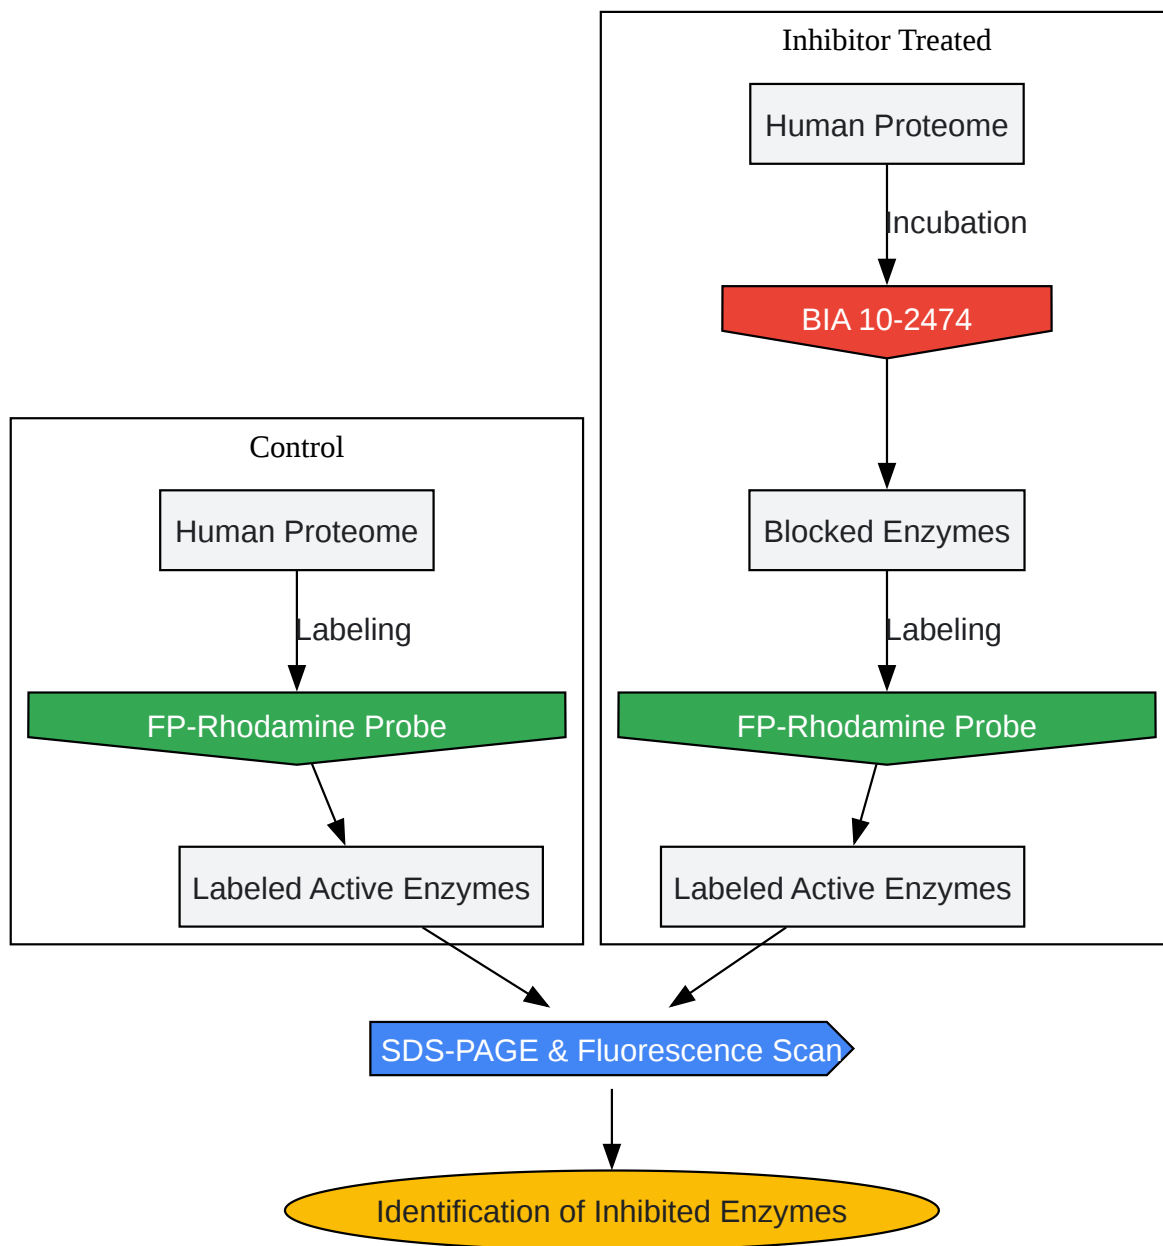 Inhibitor Treated
Human Proteome
Incubation
BIA 10-2474
Blocked Enzymes
Labeling
FP-Rhodamine Probe
Labeled Active Enzymes
Control
Human Proteome
Labeling
FP-Rhodamine Probe
Labeled Active Enzymes
SDS-PAGE & Fluorescence Scan
Identification of Inhibited Enzymes